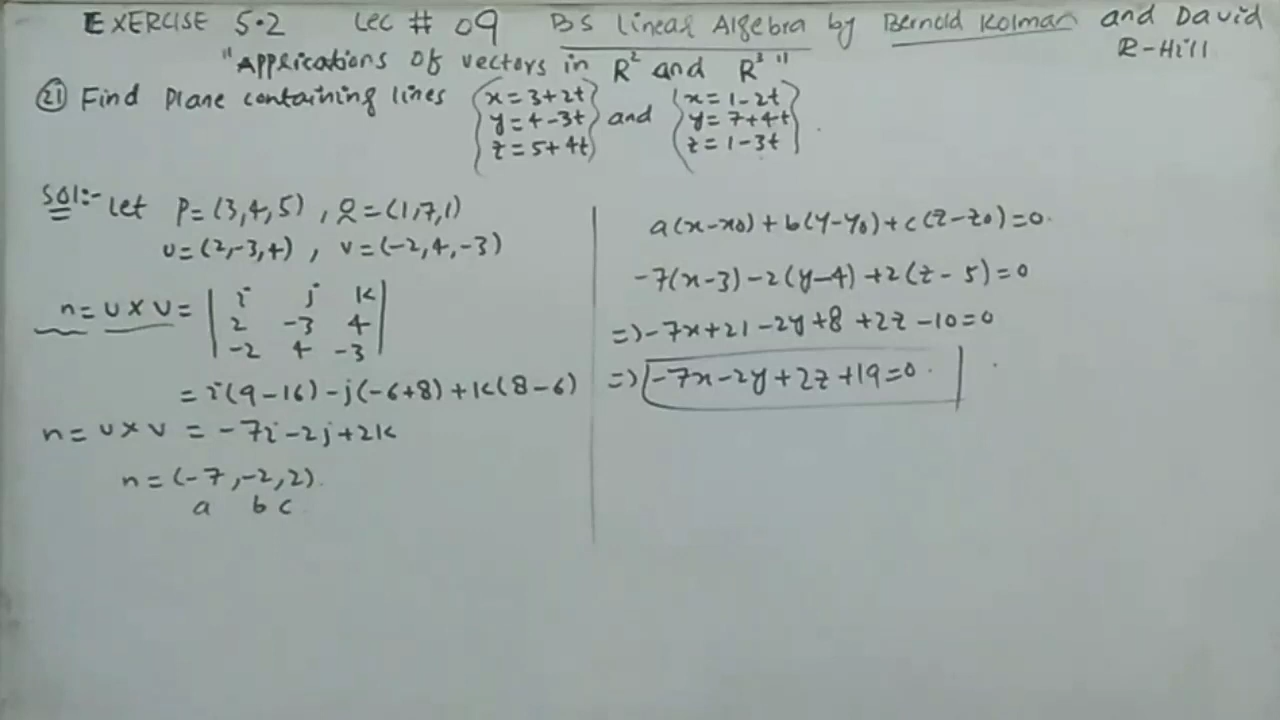 EXERCISE 5.2 Lec # 09 BS Linear Algebra by Bernold Kolman and David R-Hill
"Applications of vectors in R² and R³"
(21) Find Plane containing lines {x=3+2t y=4-3t z=5+4t} and {x=1-2t y=7+4t z=1-3t}.
Sol:- Let P=(3,4,5), Q=(1,7,1)
u=(2,-3,4), v=(-2,4,-3)
n=u×v= | i j k |
| 2 -3 4 |
| -2 4 -3 |
= i(9-16)-j(-6+8)+k(8-6)
n=u×v = -7i-2j+2k
n=(-7,-2,2).
a b c
a(x-x₀)+b(y-y₀)+c(z-z₀)=0.
-7(x-3)-2(y-4)+2(z-5)=0
=> -7x+21-2y+8+2z-10=0
=> -7x-2y+2z+19=0.